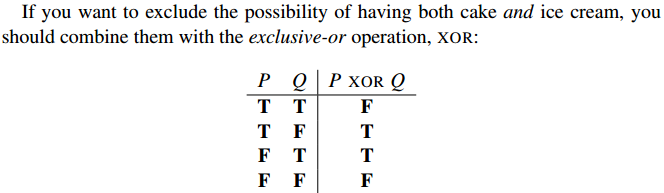 If you want to exclude the possibility of having both cake and ice cream, you
should combine them with the exclusive-or operation, XOR:
P Q P XOR Q
T T F
T F T
F T T
F F F